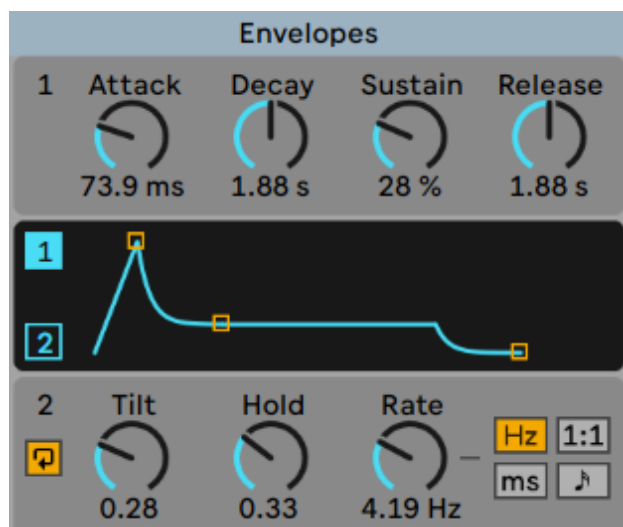 Envelopes
1 Attack Decay Sustain Release
73.9 ms 1.88 s 28 % 1.88 s
1
2
2 Tilt Hold Rate
Hz 1:1
ms
0.28 0.33 4.19 Hz